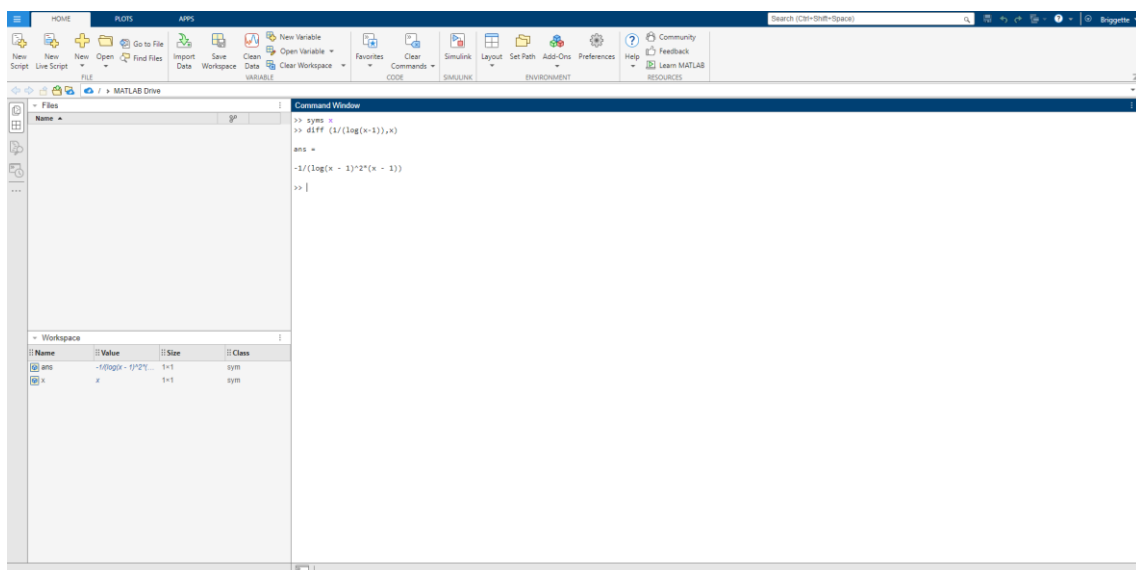 HOME PLOTS APPS Search (Ctrl+Shift+Space) Briggette
New Script
New Live Script
New
Open
Go to File
Find Files
Import Data
Save Workspace
Clean Data
New Variable
Open Variable
Clear Workspace
Favorites
Clear Commands
Simulink
Layout
Set Path
Add-Ons
Preferences
Help
Community
Feedback
Learn MATLAB
FILE VARIABLE CODE SIMULINK ENVIRONMENT RESOURCES
/ › MATLAB Drive
Files
Name
Command Window
>> syms x
>> diff (1/(log(x-1)),x)
ans =
-1/(log(x - 1)^2*(x - 1))
>>
Workspace
Name Value Size Class
ans -1/(log(x - 1)^2*(... 1×1 sym
x x 1×1 sym